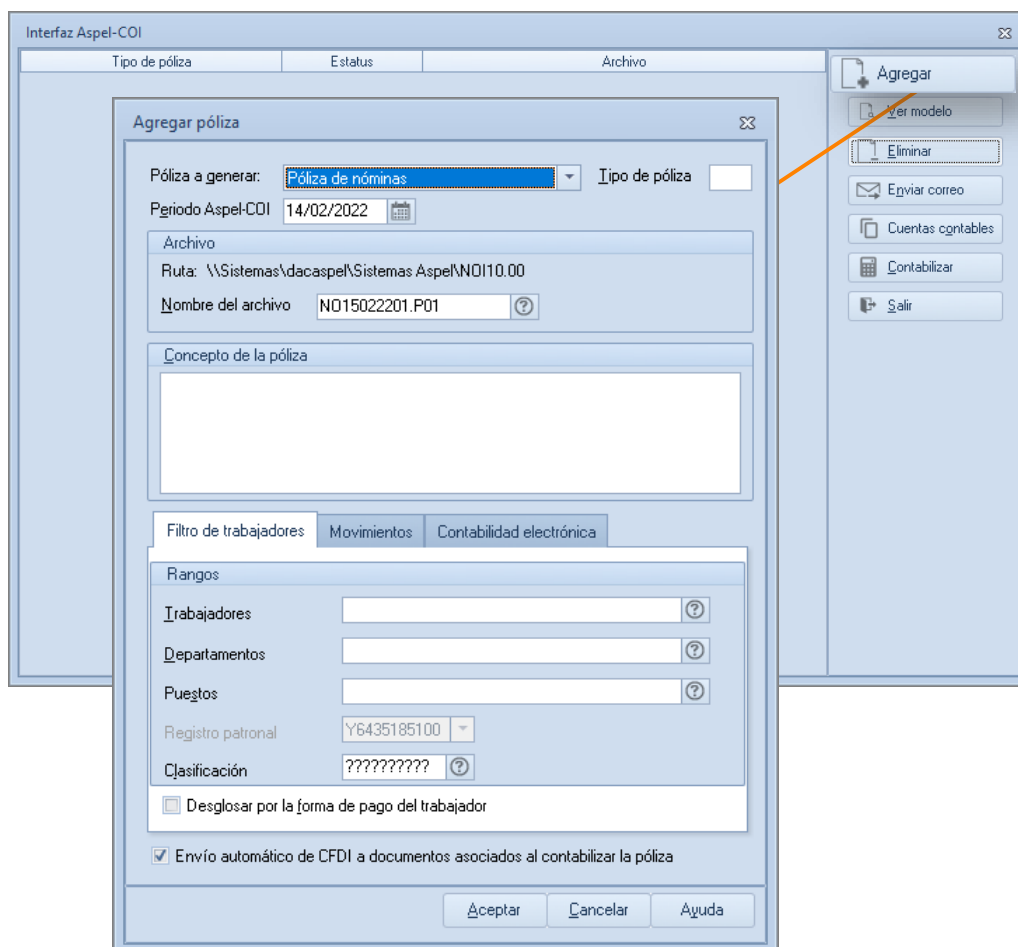 Interfaz Aspel-COI
Tipo de póliza Estatus Archivo
Agregar
Ver modelo
Eliminar
Enviar correo
Cuentas contables
Contabilizar
Salir
Agregar póliza
Póliza a generar: Póliza de nóminas Tipo de póliza
Periodo Aspel-COI 14/02/2022
Archivo
Ruta: \\Sistemas\dacaspel\Sistemas Aspel\NOI10.00
Nombre del archivo NO15022201.P01
Concepto de la póliza
Filtro de trabajadores Movimientos Contabilidad electrónica
Rangos
Trabajadores
Departamentos
Puestos
Registro patronal Y6435185100
Clasificación ??????????
Desglosar por la forma de pago del trabajador
Envío automático de CFDI a documentos asociados al contabilizar la póliza
Aceptar Cancelar Ayuda